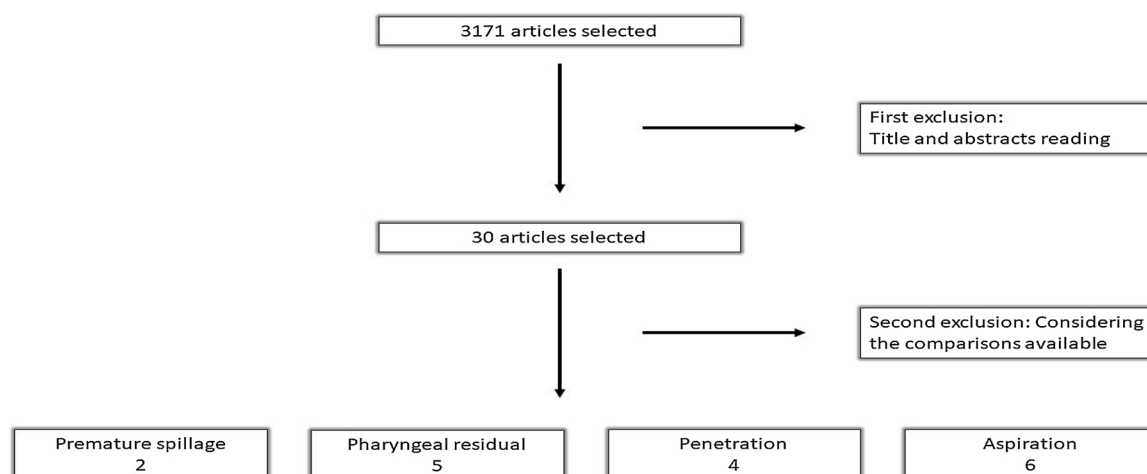 3171 articles selected
First exclusion:
Title and abstracts reading
30 articles selected
Second exclusion: Considering
the comparisons available
Premature spillage
2
Pharyngeal residual
5
Penetration
4
Aspiration
6